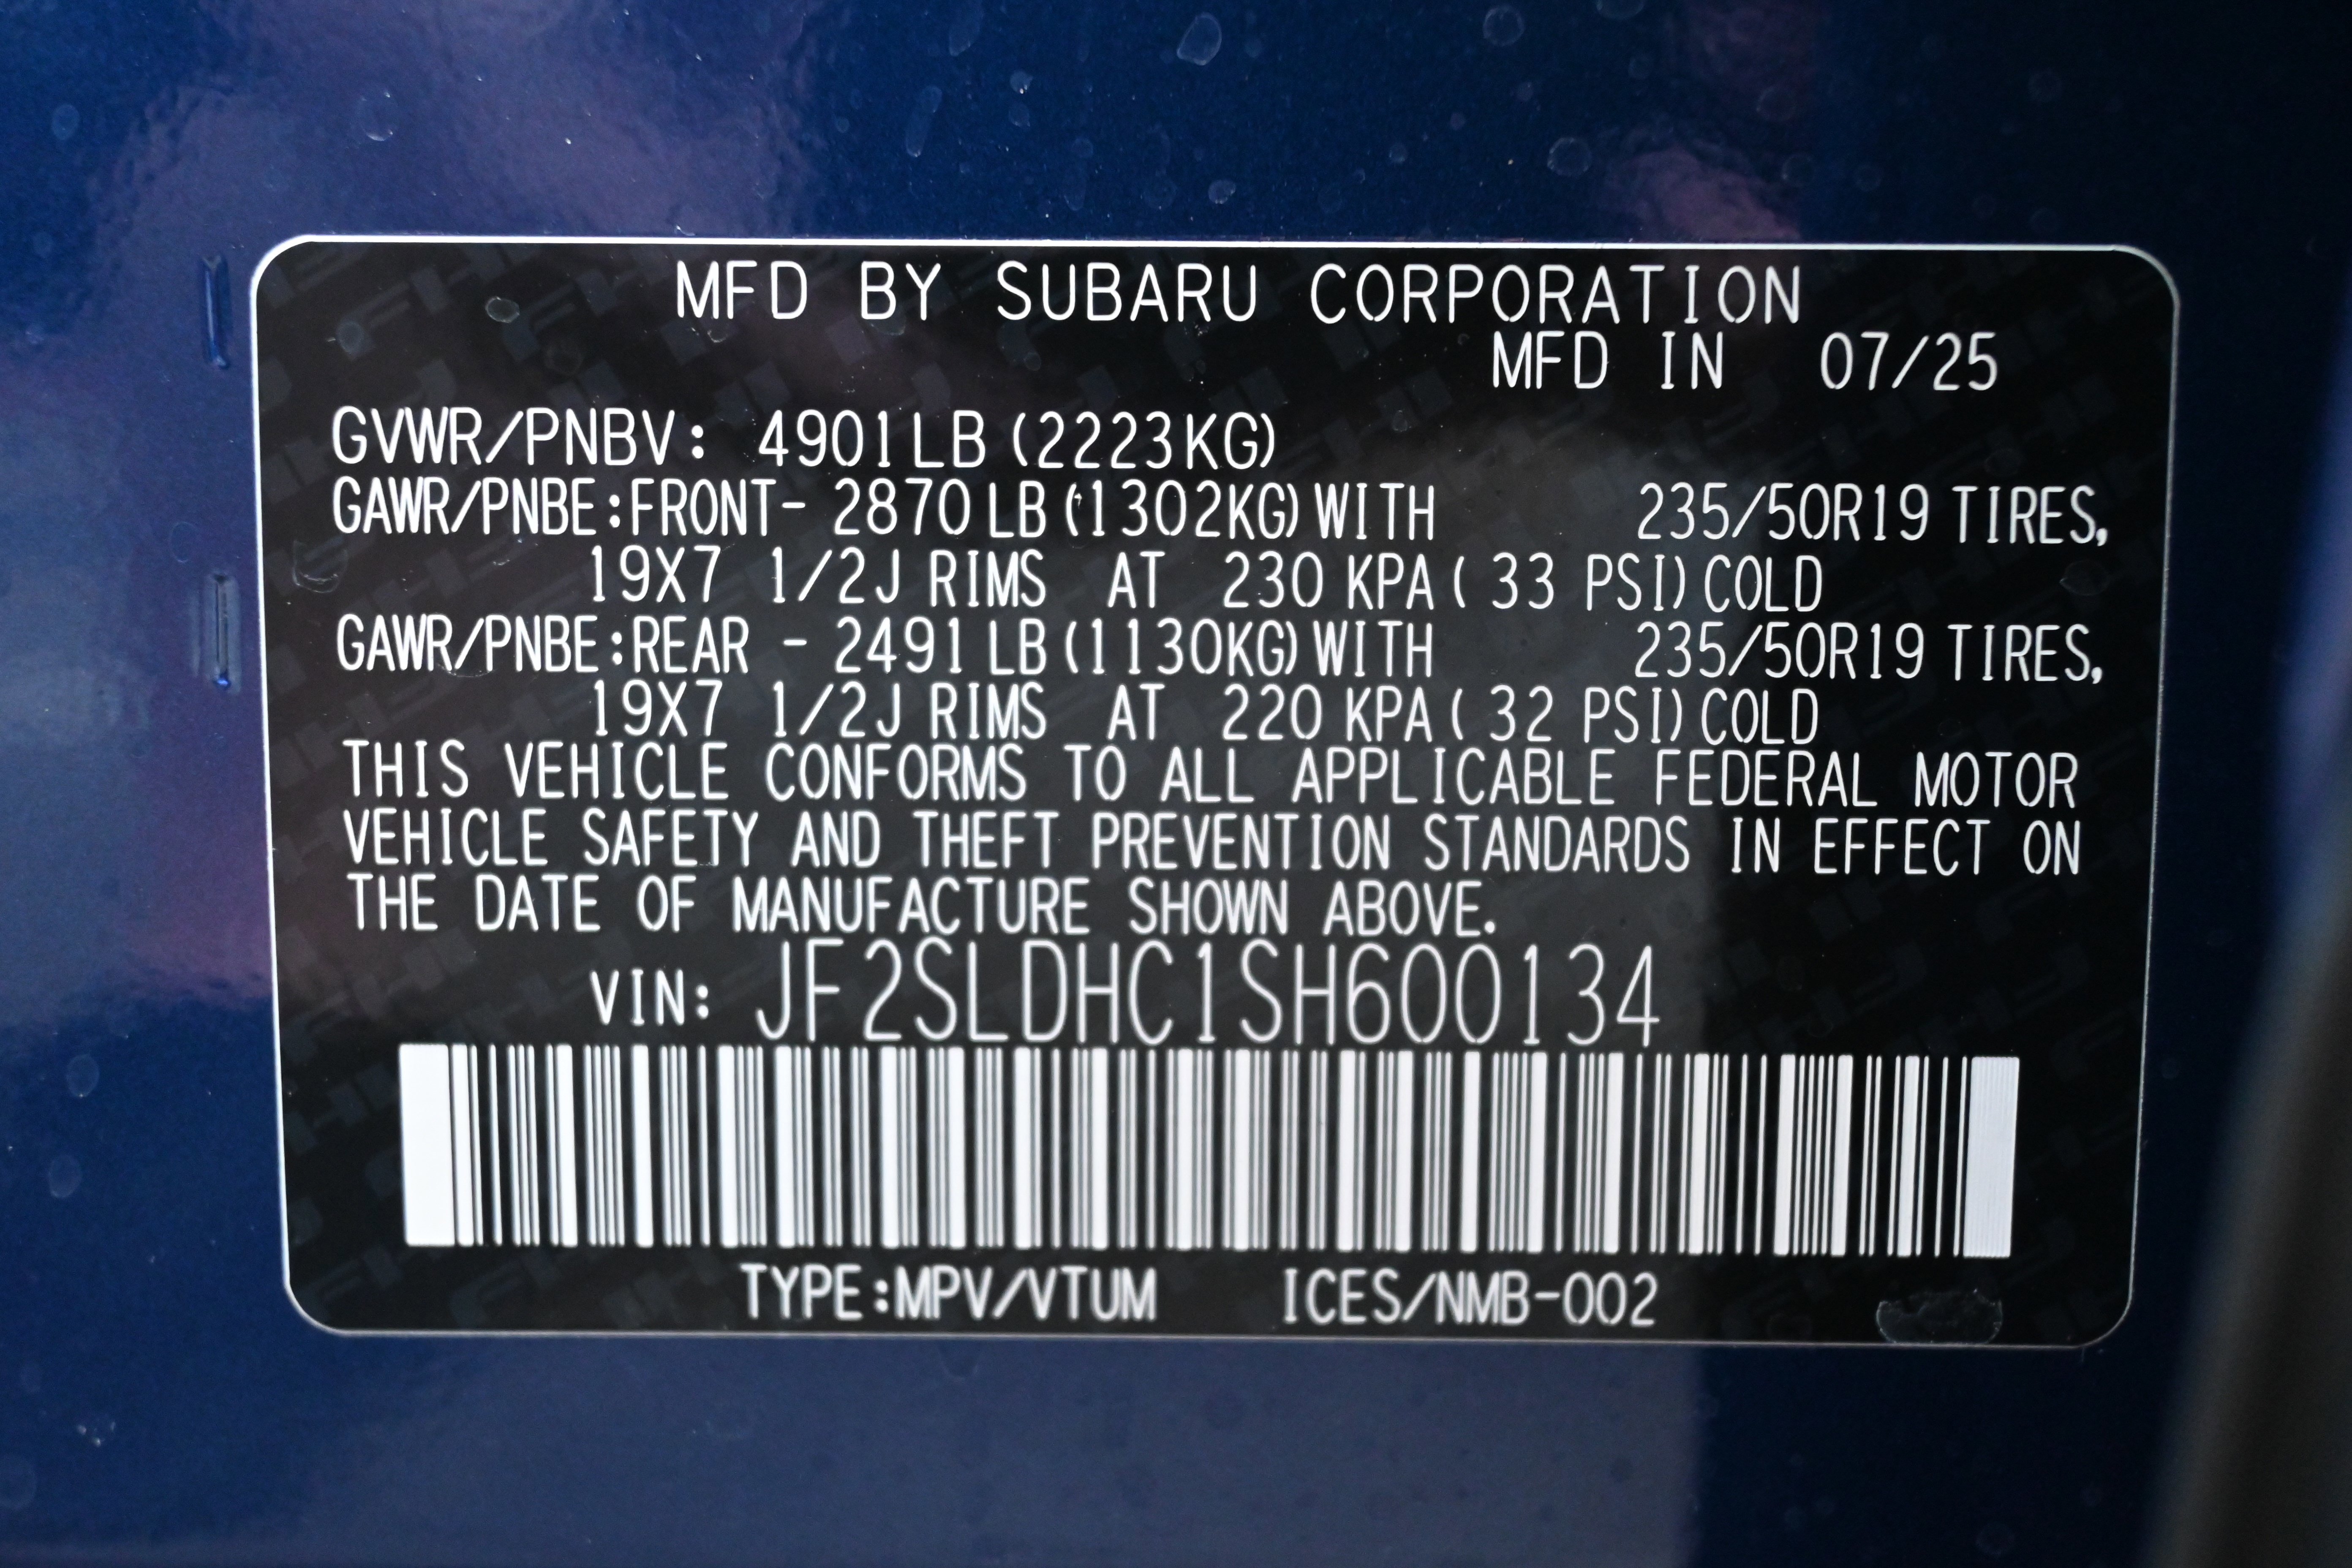 MFD BY SUBARU CORPORATION
MFD IN 07/25
GVWR/PNBV: 4901LB (2223KG)
GAWR/PNBE:FRONT- 2870 LB (1302KG) WITH 235/50R19 TIRES,
19X7 1/2J RIMS AT 230 KPA ( 33 PSI) COLD
GAWR/PNBE:REAR - 2491 LB (1130KG) WITH 235/50R19 TIRES,
19X7 1/2J RIMS AT 220 KPA ( 32 PSI) COLD
THIS VEHICLE CONFORMS TO ALL APPLICABLE FEDERAL MOTOR
VEHICLE SAFETY AND THEFT PREVENTION STANDARDS IN EFFECT ON
THE DATE OF MANUFACTURE SHOWN ABOVE.
VIN: JF2SLDHC1SH600134
TYPE:MPV/VTUM ICES/NMB-002